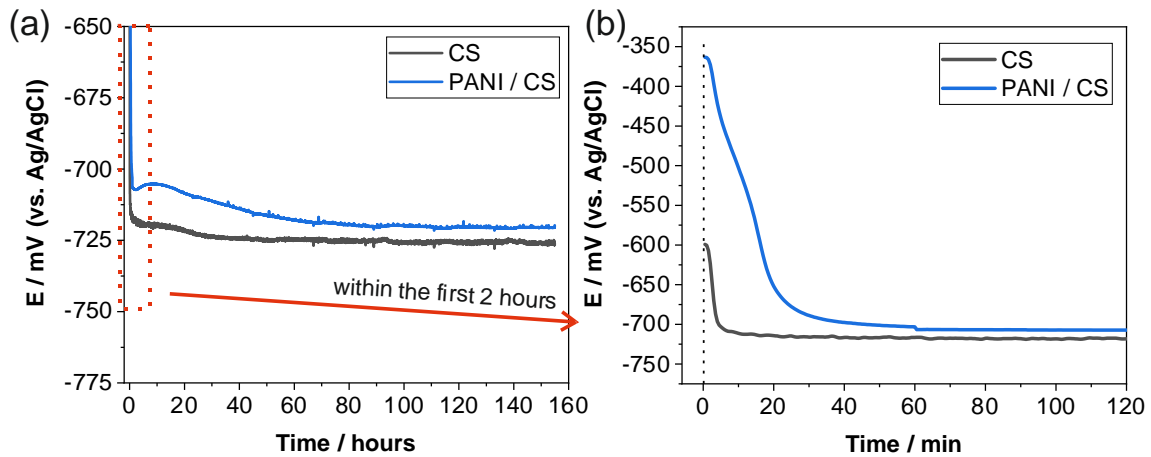 (a)
E / mV (vs. Ag/AgCl)
-650
-675
-700
-725
-750
-775
CS
PANI / CS
within the first 2 hours
0 20 40 60 80 100 120 140 160
Time / hours
(b)
E / mV (vs. Ag/AgCl)
-350
-400
-450
-500
-550
-600
-650
-700
-750
CS
PANI / CS
0 20 40 60 80 100 120
Time / min